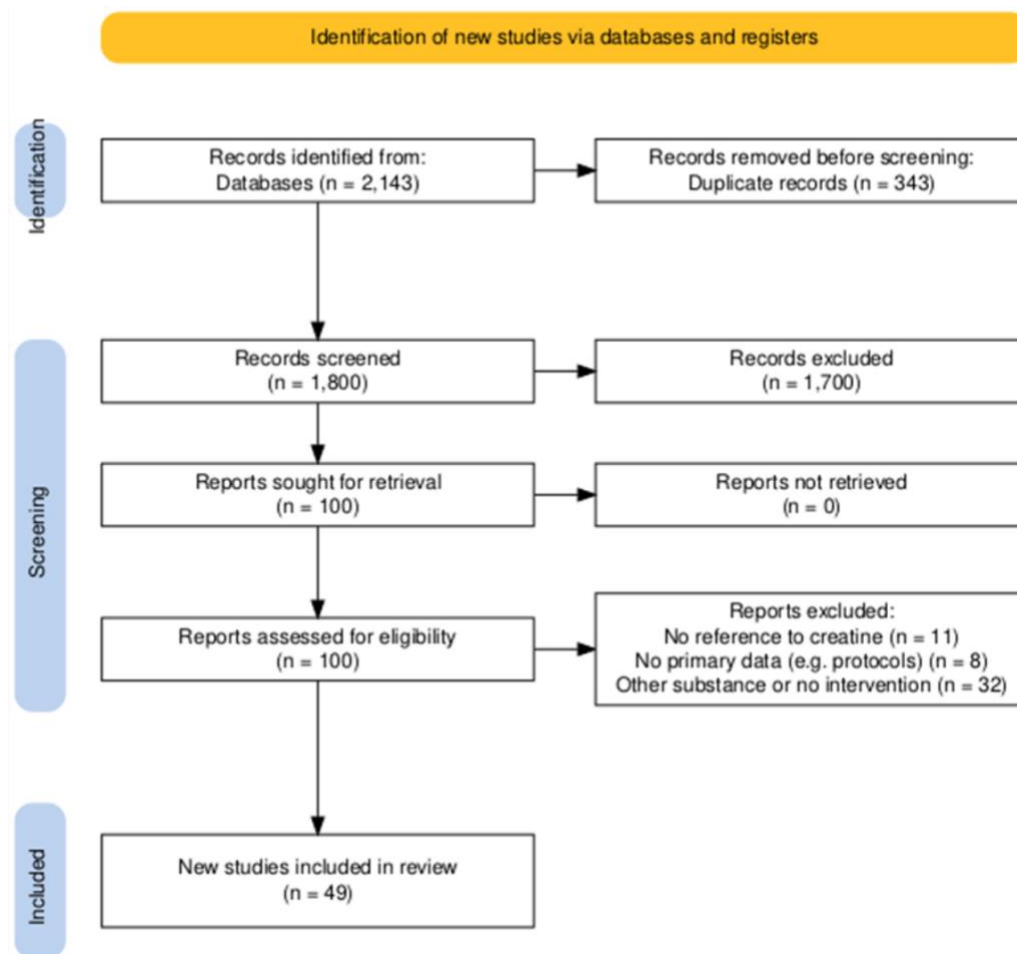 Identification of new studies via databases and registers
Identification
Records identified from:
Databases (n = 2,143)
Records removed before screening:
Duplicate records (n = 343)
Screening
Records screened
(n = 1,800)
Records excluded
(n = 1,700)
Reports sought for retrieval
(n = 100)
Reports not retrieved
(n = 0)
Reports assessed for eligibility
(n = 100)
Reports excluded:
No reference to creatine (n = 11)
No primary data (e.g. protocols) (n = 8)
Other substance or no intervention (n = 32)
Included
New studies included in review
(n = 49)